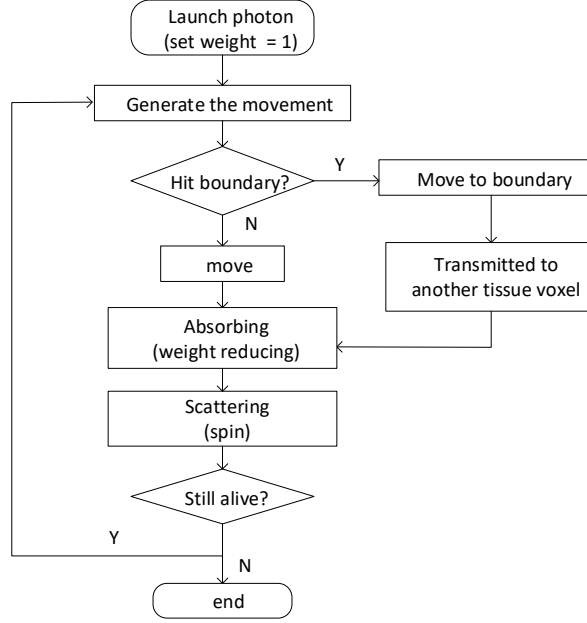 Launch photon
(set weight = 1)
Generate the movement
Hit boundary?
Y
Move to boundary
N
move
Transmitted to
another tissue voxel
Absorbing
(weight reducing)
Scattering
(spin)
Still alive?
Y
N
end